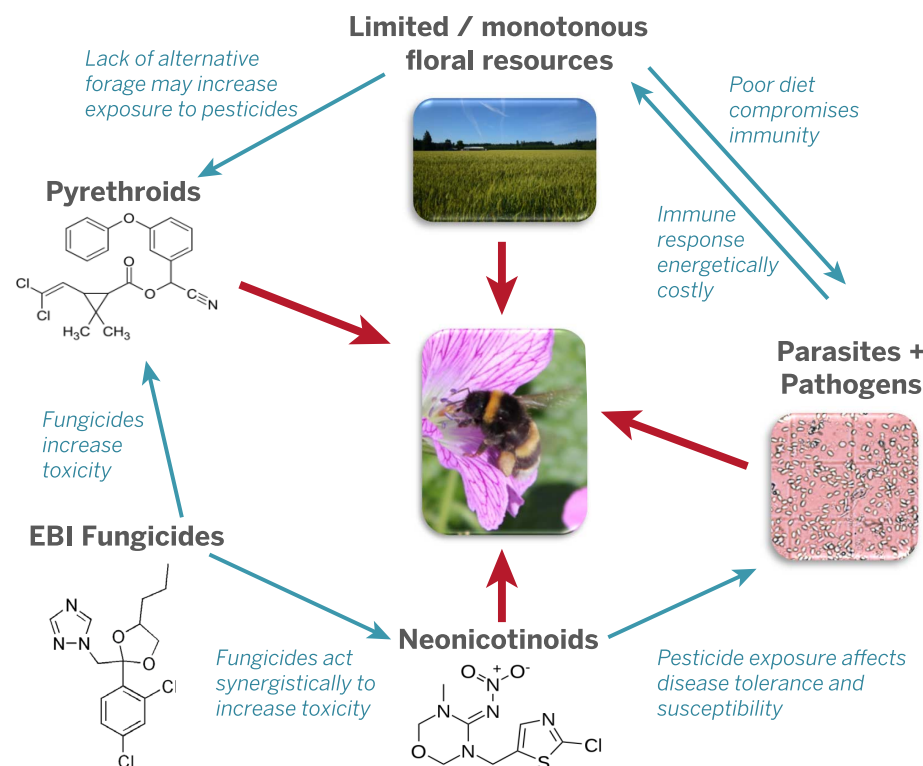 Limited / monotonous
floral resources
Lack of alternative
forage may increase
exposure to pesticides
Poor diet
compromises
immunity
Immune
response
energetically
costly
Pyrethroids
O
Cl
Cl
O
O
N
H₃C
CH₃
Parasites +
Pathogens
Fungicides
increase
toxicity
EBI Fungicides
N
N
N
O
O
Cl
Cl
Fungicides act
synergistically to
increase toxicity
Neonicotinoids
O
N
+
O-
N
N
N
O
N
S
Cl
Pesticide exposure affects
disease tolerance and
susceptibility